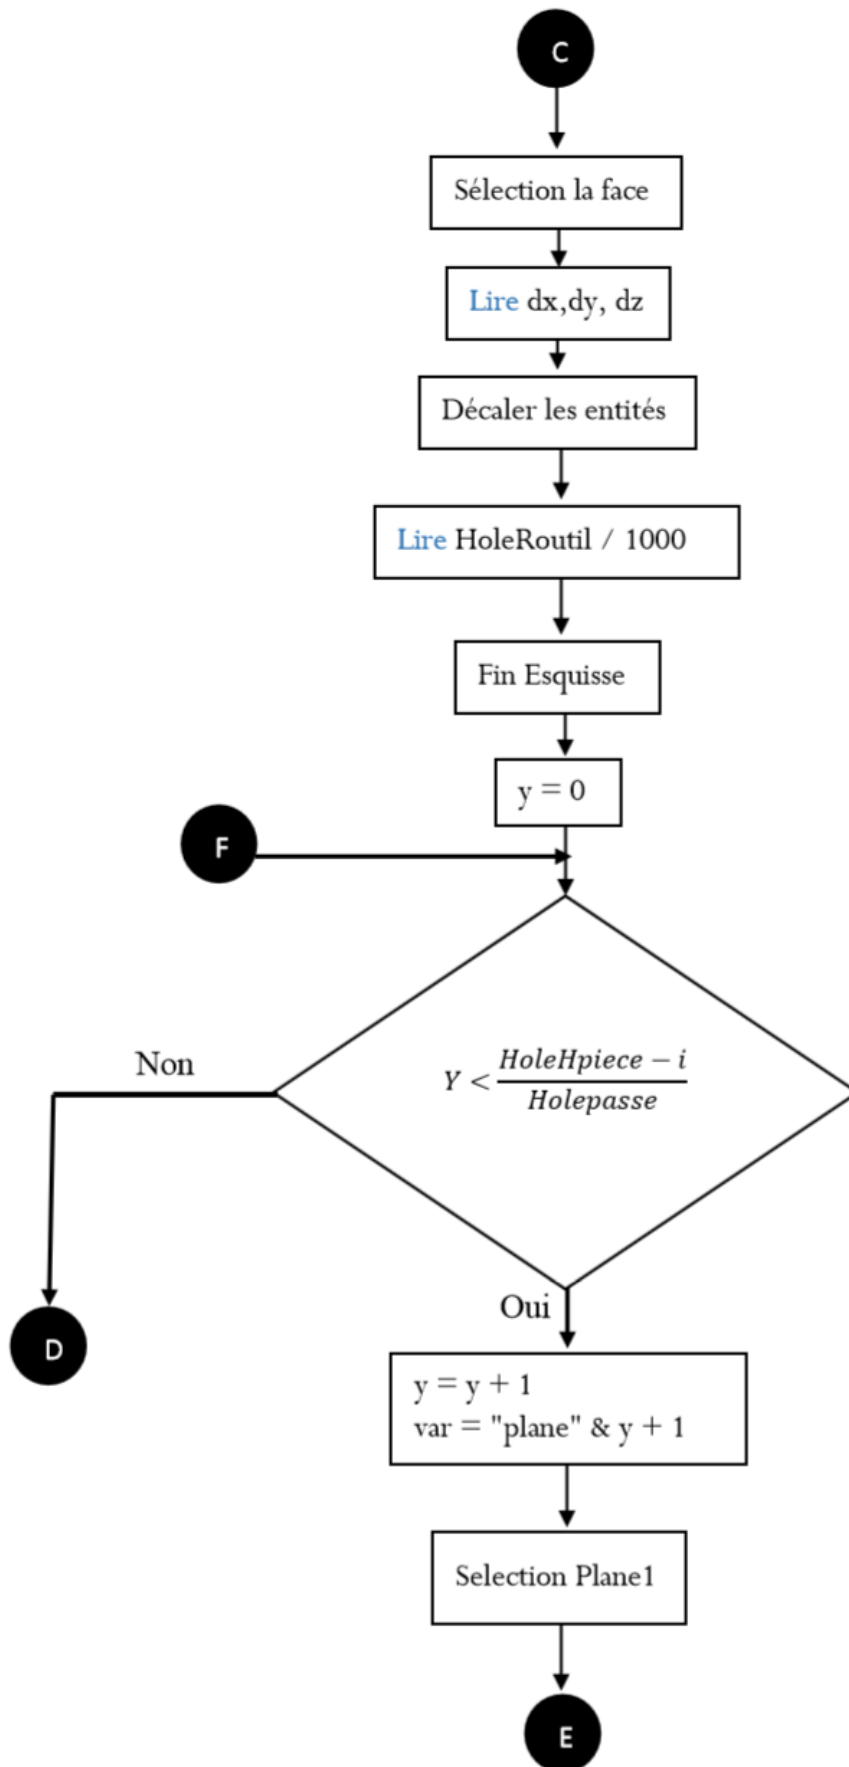 C
Sélection la face
Lire dx,dy, dz
Décaler les entités
Lire HoleRoutil / 1000
Fin Esquisse
y = 0
F
Non
Y < HoleHpiece − i / Holepasse
Oui
D
y = y + 1
var = "plane" & y + 1
Selection Plane1
E